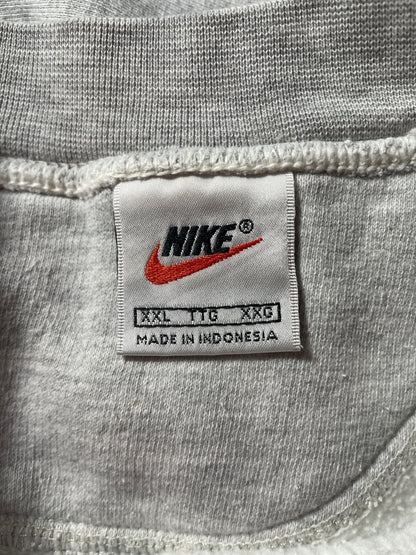 NIKE®
XXL TTG XXG
MADE IN INDONESIA